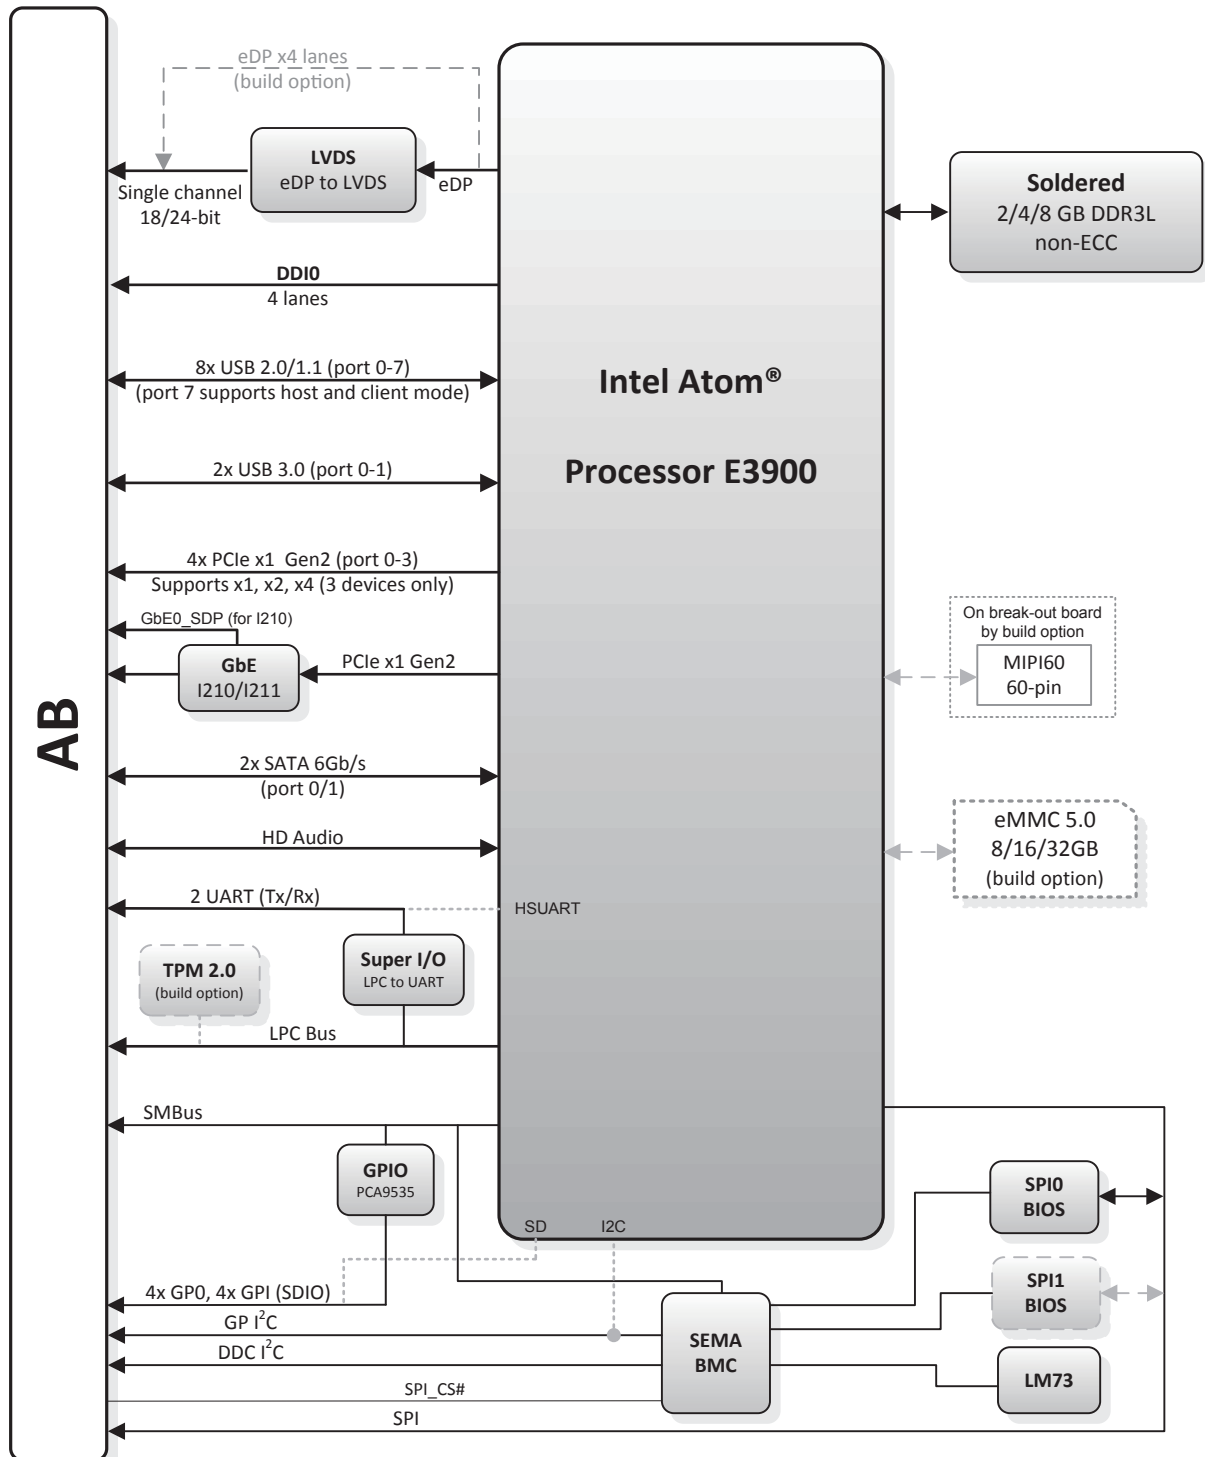 eDP x4 lanes
(build option)
LVDS
eDP to LVDS
eDP
Single channel
18/24-bit
Soldered
2/4/8 GB DDR3L
non-ECC
DDI0
4 lanes
8x USB 2.0/1.1 (port 0-7)
(port 7 supports host and client mode)
Intel Atom®
Processor E3900
2x USB 3.0 (port 0-1)
4x PCIe x1 Gen2 (port 0-3)
Supports x1, x2, x4 (3 devices only)
GbE0_SDP (for I210)
GbE
I210/I211
PCIe x1 Gen2
On break-out board
by build option
MIPI60
60-pin
AB
2x SATA 6Gb/s
(port 0/1)
HD Audio
eMMC 5.0
8/16/32GB
(build option)
2 UART (Tx/Rx)
HSUART
TPM 2.0
(build option)
Super I/O
LPC to UART
LPC Bus
SMBus
GPIO
PCA9535
SD
I2C
SPI0
BIOS
4x GP0, 4x GPI (SDIO)
SPI1
BIOS
GP I²C
DDC I²C
SEMA
BMC
LM73
SPI_CS#
SPI